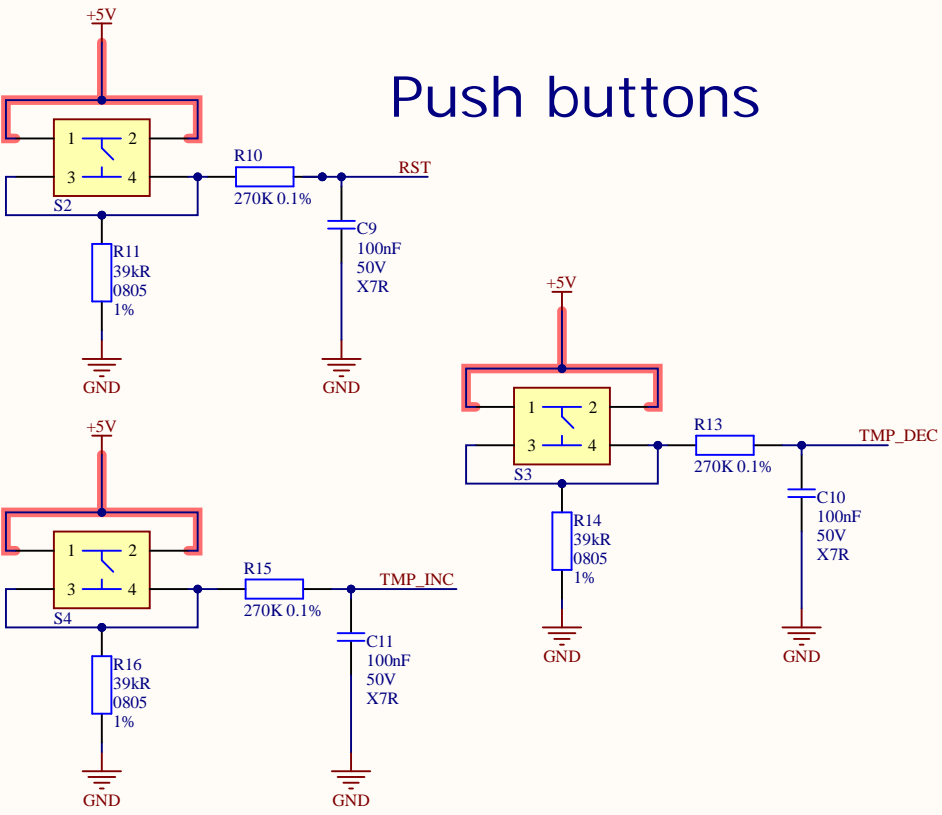 Push buttons
+5V
1 2
3 4
S2
R10
270K 0.1%
RST
R11
39kR
0805
1%
C9
100nF
50V
X7R
GND
GND
+5V
1 2
3 4
S3
R13
270K 0.1%
TMP_DEC
R14
39kR
0805
1%
C10
100nF
50V
X7R
GND
GND
+5V
1 2
3 4
S4
R15
270K 0.1%
TMP_INC
R16
39kR
0805
1%
C11
100nF
50V
X7R
GND
GND